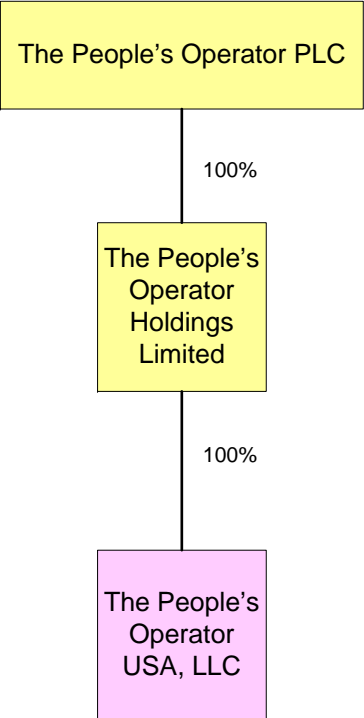 The People’s Operator PLC
100%
The People’s
Operator
Holdings
Limited
100%
The People’s
Operator
USA, LLC